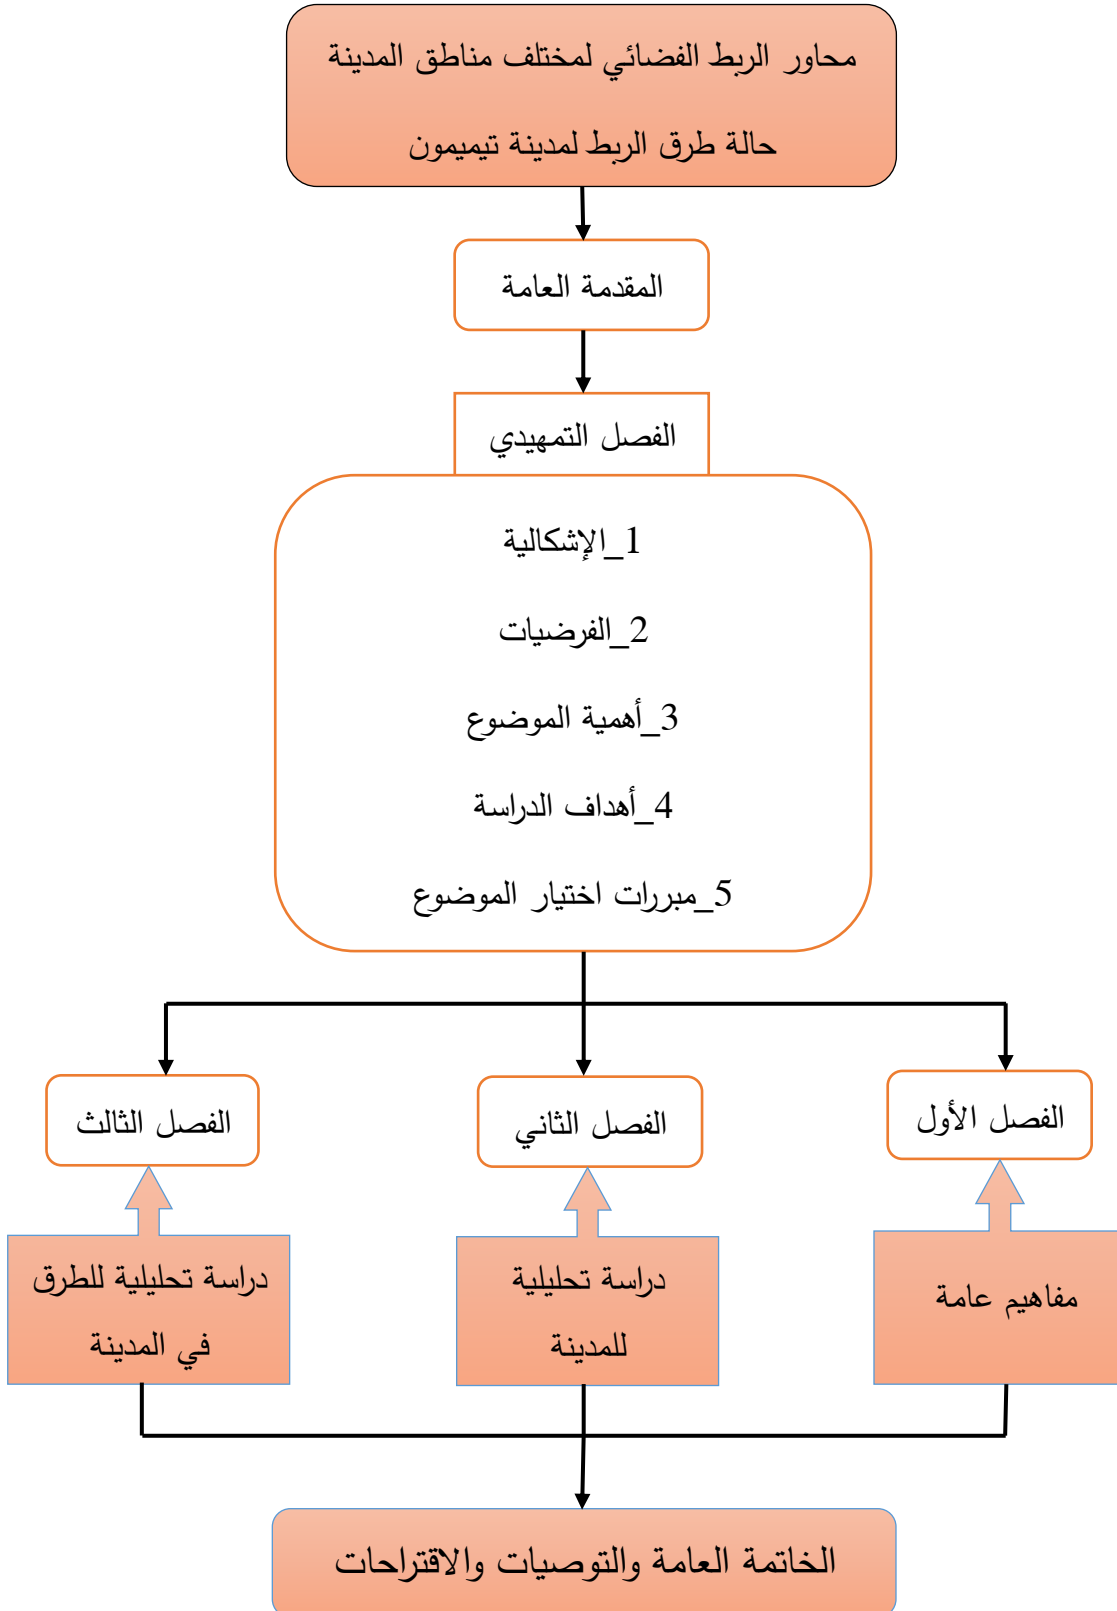 محاور الربط الفضائي لمختلف مناطق المدينة
حالة طرق الربط لمدينة تيميمون
المقدمة العامة
الفصل التمهيدي
1_الإشكالية
2_الفرضيات
3_أهمية الموضوع
4_أهداف الدراسة
5_مبررات اختيار الموضوع
الفصل الأول
الفصل الثاني
الفصل الثالث
مفاهيم عامة
دراسة تحليلية
للمدينة
دراسة تحليلية للطرق
في المدينة
الخاتمة العامة والتوصيات والاقتراحات